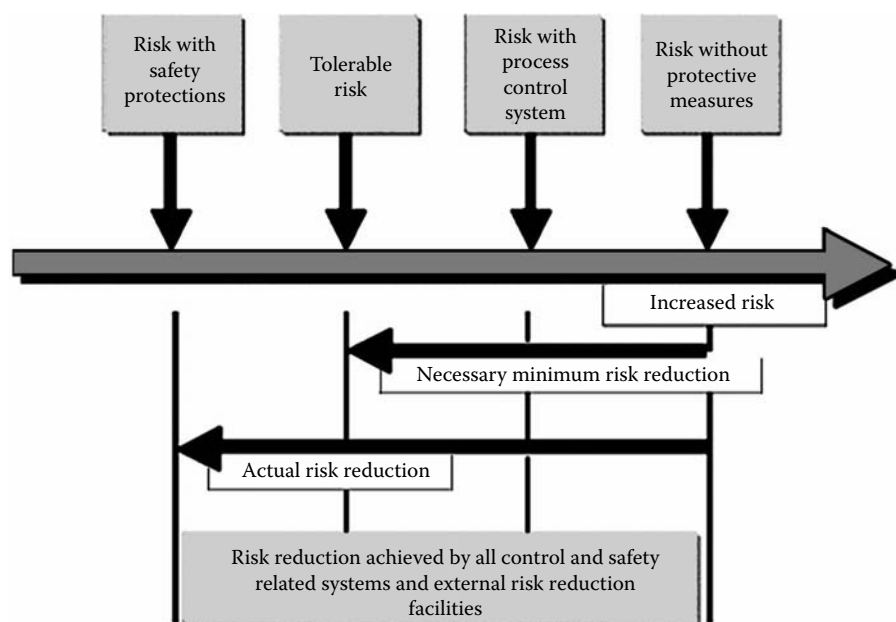 Risk with
safety
protections
Tolerable
risk
Risk with
process
control
system
Risk without
protective
measures
Increased risk
Necessary minimum risk reduction
Actual risk reduction
Risk reduction achieved by all control and safety
related systems and external risk reduction
facilities